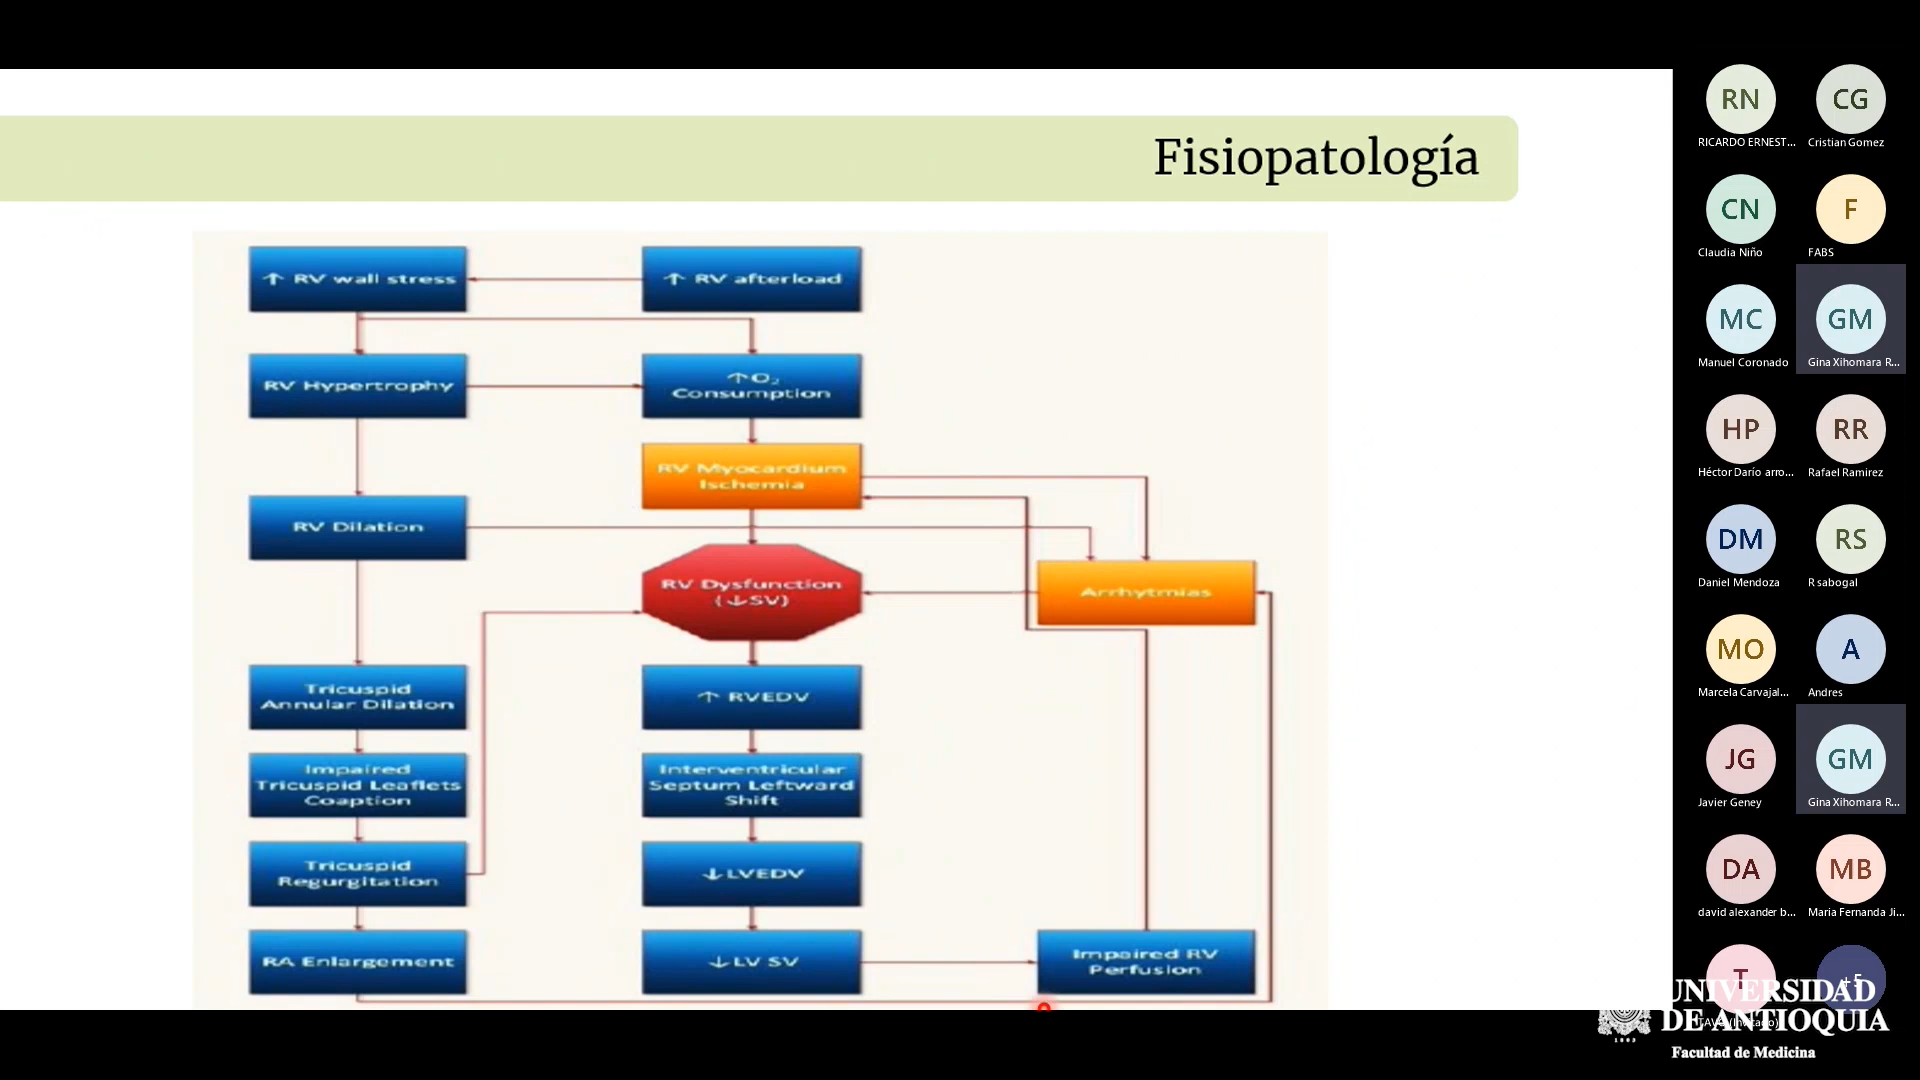 Fisiopatología
↑ RV wall stress
↑ RV afterload
RV Hypertrophy
↑O₂
Consumption
RV Myocardium
Ischemia
RV Dilation
RV Dysfunction
(↓SV)
Arrhytmias
Tricuspid
Annular Dilation
↑ RVEDV
Impaired
Tricuspid Leaflets
Coaption
Interventricular
Septum Leftward
Shift
Tricuspid
Regurgitation
↓LVEDV
RA Enlargement
↓LV SV
Impaired RV
Perfusion
RN
RICARDO ERNEST...
CG
Cristian Gomez
CN
Claudia Niño
F
FABS
MC
Manuel Coronado
GM
Gina Xihomara R...
HP
Héctor Darío arro...
RR
Rafael Ramirez
DM
Daniel Mendoza
RS
R sabogal
MO
Marcela Carvajal...
A
Andres
JG
Javier Geney
GM
Gina Xihomara R...
DA
david alexander b...
MB
Maria Fernanda Ji...
T
+5
UNIVERSIDAD
DE ANTIOQUIA
1803
Facultad de Medicina